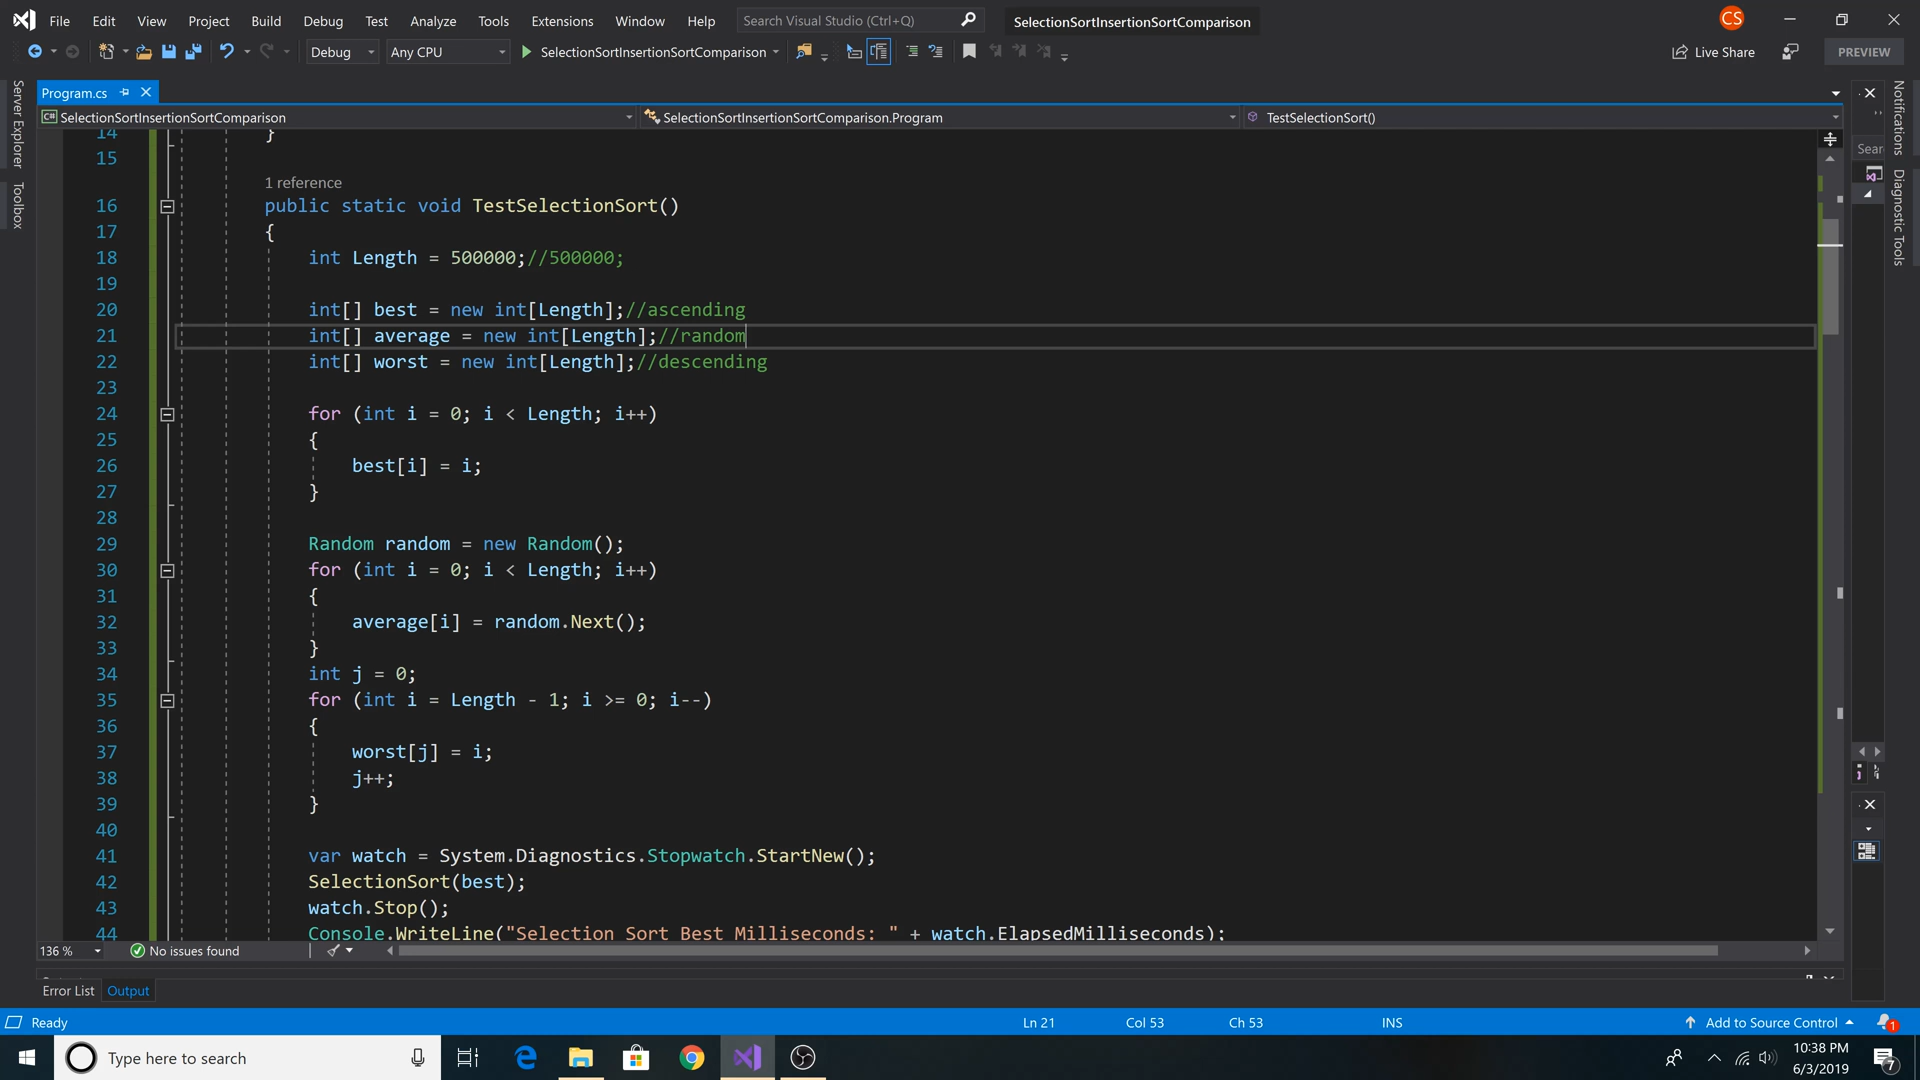 File Edit View Project Build Debug Test Analyze Tools Extensions Window Help Search Visual Studio (Ctrl+Q) SelectionSortInsertionSortComparison CS
Debug Any CPU SelectionSortInsertionSortComparison Live Share PREVIEW
Server Explorer
Toolbox
Notifications
Diagnostic Tools
Program.cs
C# SelectionSortInsertionSortComparison SelectionSortInsertionSortComparison.Program TestSelectionSort()
Sear
14 }
15
1 reference
16 public static void TestSelectionSort()
17 {
18 int Length = 500000;//500000;
19
20 int[] best = new int[Length];//ascending
21 int[] average = new int[Length];//random
22 int[] worst = new int[Length];//descending
23
24 for (int i = 0; i < Length; i++)
25 {
26 best[i] = i;
27 }
28
29 Random random = new Random();
30 for (int i = 0; i < Length; i++)
31 {
32 average[i] = random.Next();
33 }
34 int j = 0;
35 for (int i = Length - 1; i >= 0; i--)
36 {
37 worst[j] = i;
38 j++;
39 }
40
41 var watch = System.Diagnostics.Stopwatch.StartNew();
42 SelectionSort(best);
43 watch.Stop();
44 Console.WriteLine("Selection Sort Best Milliseconds: " + watch.ElapsedMilliseconds);
136 % No issues found
Error List Output
Ready Ln 21 Col 53 Ch 53 INS Add to Source Control 1
Type here to search 10:38 PM
6/3/2019 7